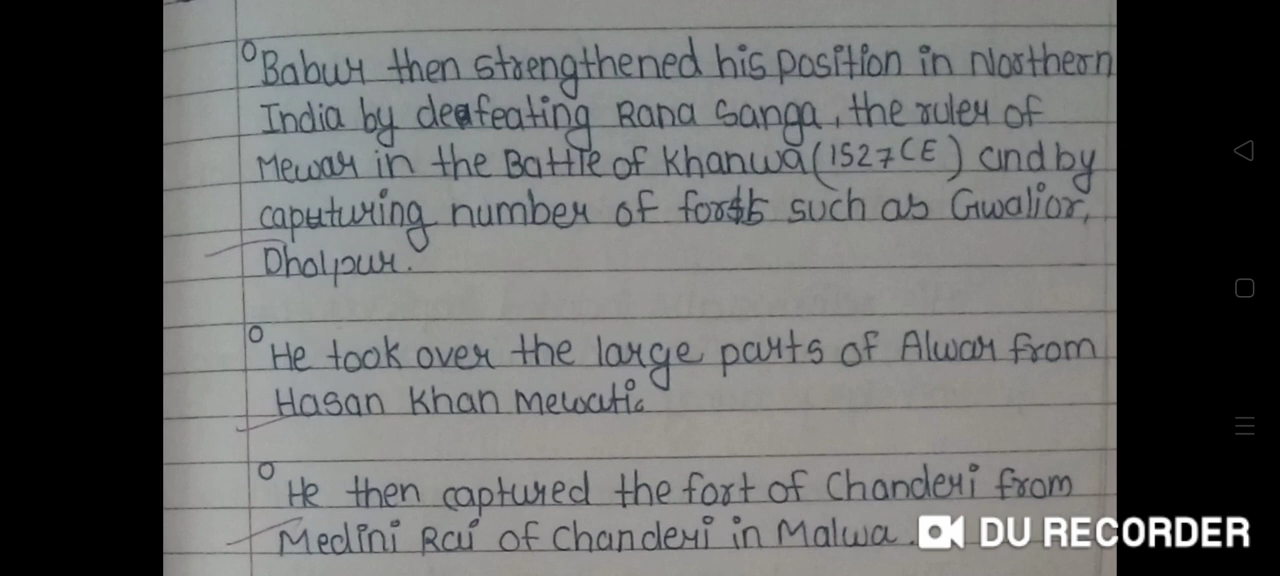 Babur then strengthened his position in Northern
India by deafeating Rana Sanga, the ruler of
Mewar in the Battle of Khanwa (1527 CE) and by
caputuring number of forts such as Gwalior,
Dholpur.
He took over the large parts of Alwar from
Hasan Khan Mewati.
He then captured the fort of Chanderi from
Medini Rai of Chanderi in Malwa.
DU RECORDER